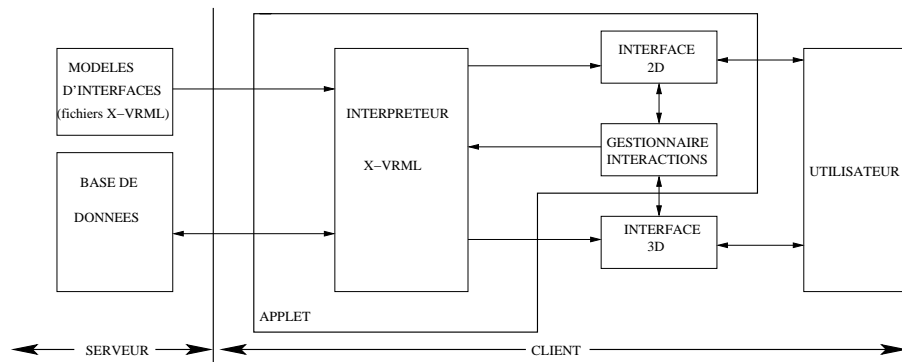 MODELES
D'INTERFACES
(fichiers X−VRML)
BASE DE
DONNEES
INTERPRETEUR
X−VRML
INTERFACE
2D
GESTIONNAIRE
INTERACTIONS
INTERFACE
3D
UTILISATEUR
APPLET
SERVEUR
CLIENT